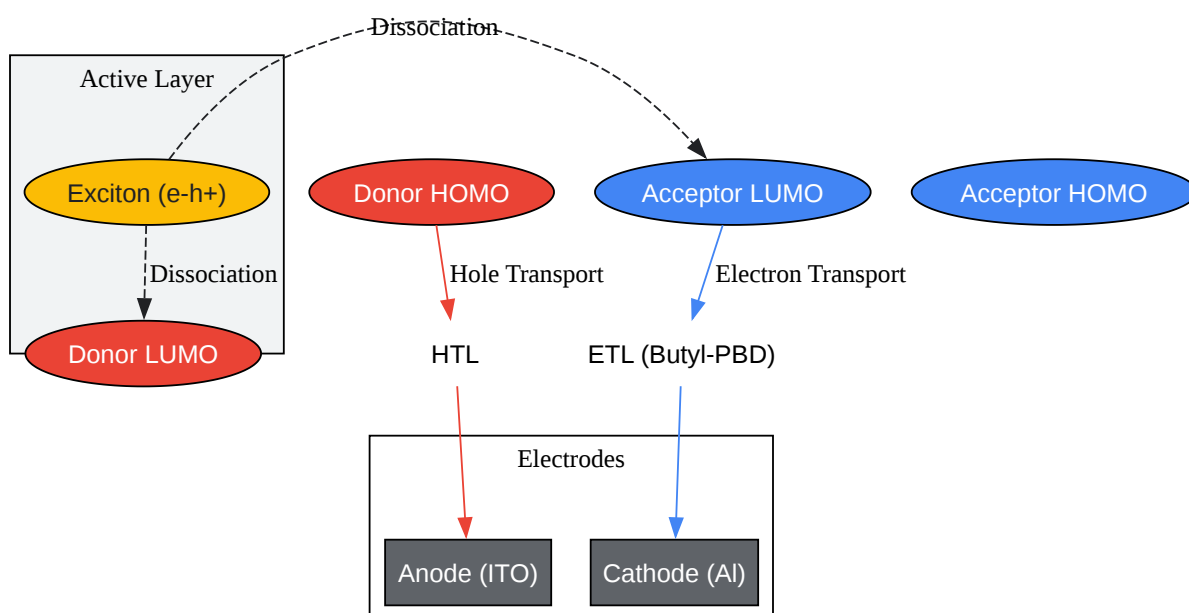 Dissociation
Active Layer
Exciton (e-h+)
Donor HOMO
Acceptor LUMO
Acceptor HOMO
Dissociation
Hole Transport
Electron Transport
Donor LUMO
HTL
ETL (Butyl-PBD)
Electrodes
Anode (ITO)
Cathode (Al)